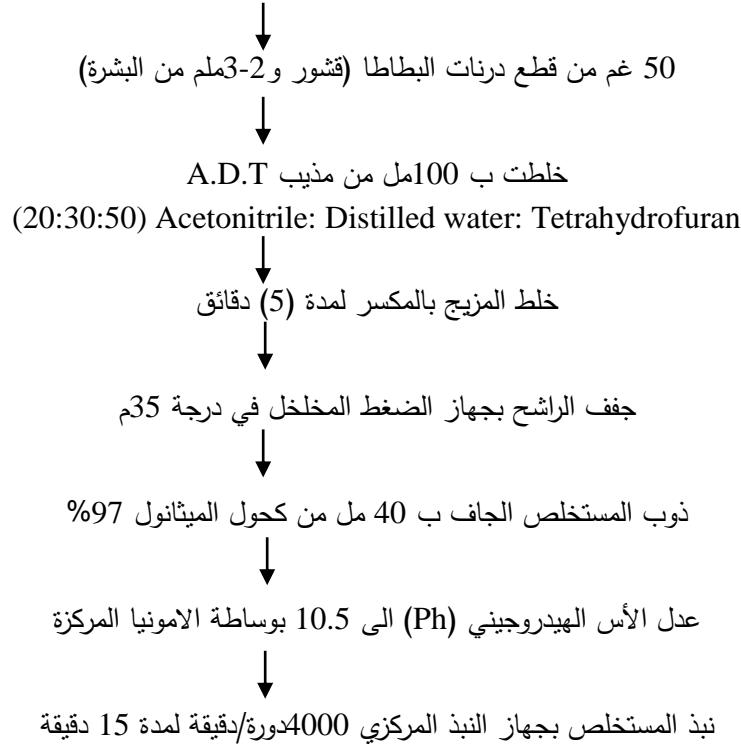 50 غم من قطع درنات البطاطا (قشور و2-3ملم من البشرة)
خلطت ب 100مل من مذيب A.D.T
(20:30:50) Acetonitrile: Distilled water: Tetrahydrofuran
خلط المزيج بالمكسر لمدة (5) دقائق
جفف الراشح بجهاز الضغط المخلخل في درجة 35م
ذوب المستخلص الجاف ب 40 مل من كحول الميثانول 97%
عدل الأس الهيدروجيني (Ph) الى 10.5 بوساطة الامونيا المركزة
نبذ المستخلص بجهاز النبذ المركزي 4000دورة/دقيقة لمدة 15 دقيقة